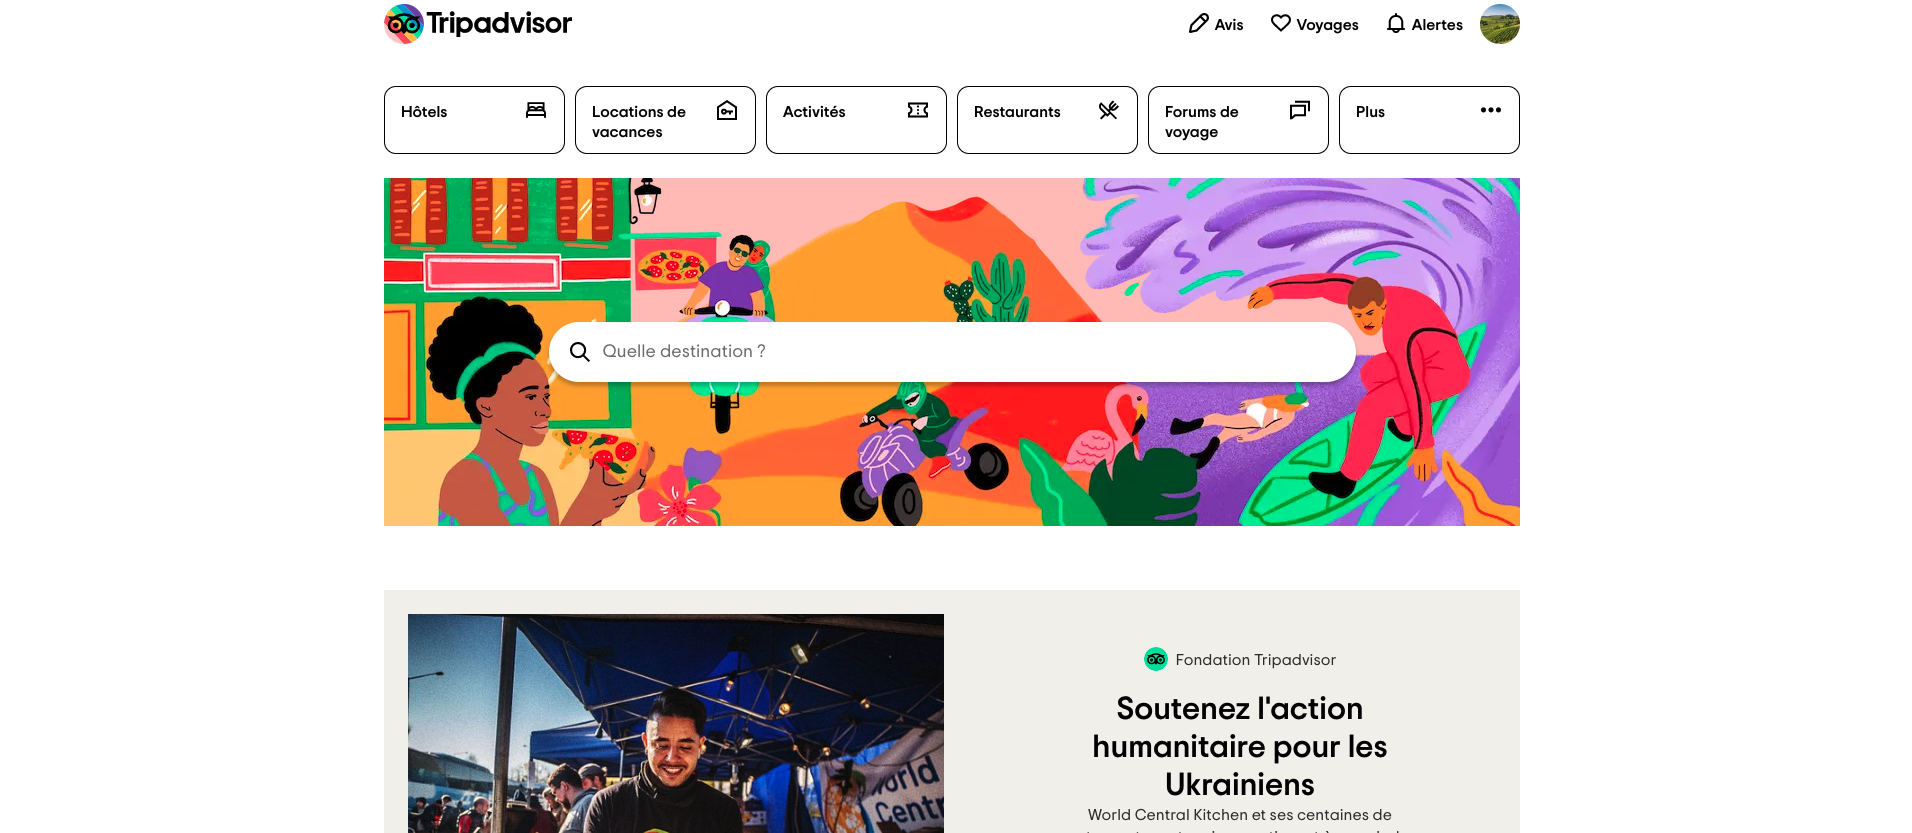 Tripadvisor
Avis
Voyages
Alertes
Hôtels
Locations de
vacances
Activités
Restaurants
Forums de
voyage
Plus
Quelle destination ?
Fondation Tripadvisor
Soutenez l'action
humanitaire pour les
Ukrainiens
World Central Kitchen et ses centaines de
World
Centr